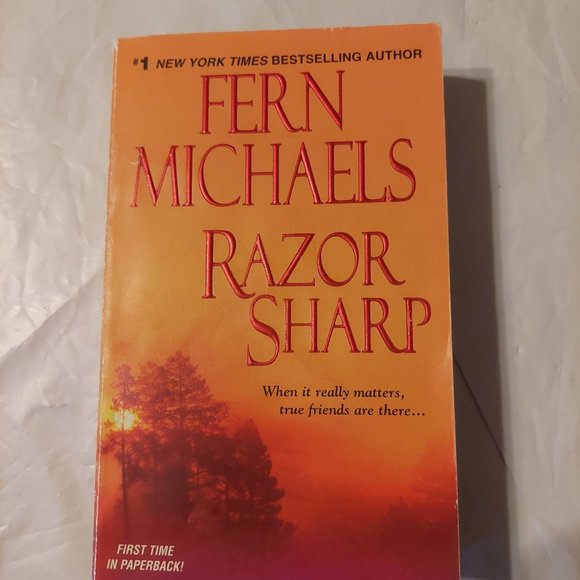 #1 NEW YORK TIMES BESTSELLING AUTHOR
FERN
MICHAELS
RAZOR
SHARP
When it really matters,
true friends are there...
FIRST TIME
IN PAPERBACK!